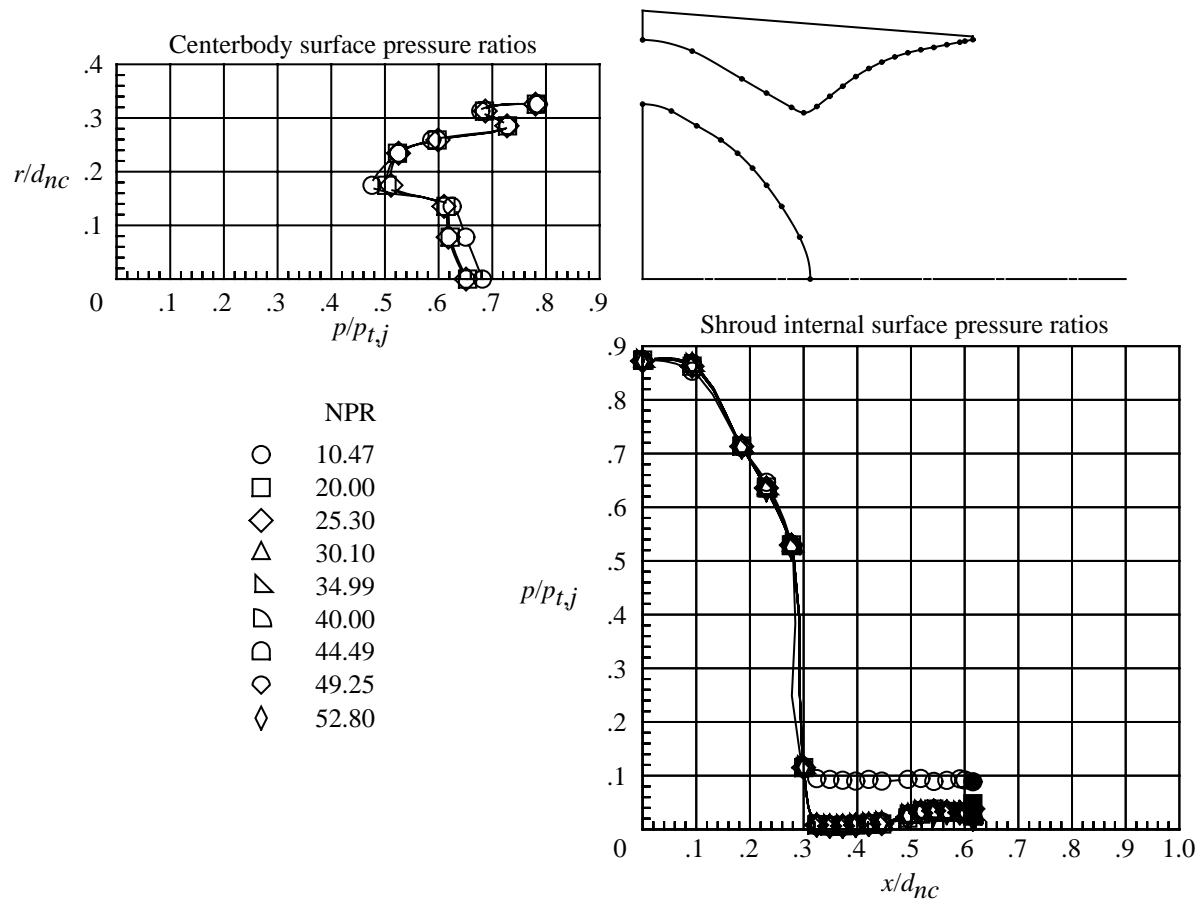 Centerbody surface pressure ratios
.4
.3
r/dnc .2
.1
0 .1 .2 .3 .4 .5 .6 .7 .8 .9
p/pt,j
NPR
10.47
20.00
25.30
30.10
34.99
40.00
44.49
49.25
52.80
Shroud internal surface pressure ratios
.9
.8
.7
.6
.5
p/pt,j
.4
.3
.2
.1
0 .1 .2 .3 .4 .5 .6 .7 .8 .9 1.0
x/dnc